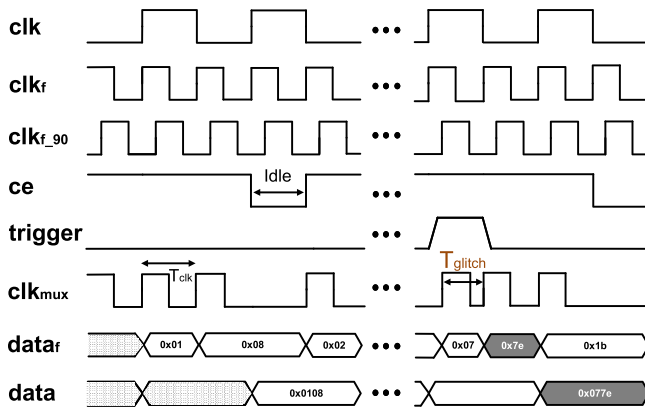 clk
clkf
clkf_90
ce Idle
trigger
clkmux Tclk Tglitch
dataf 0x01 0x08 0x02 0x07 0x7e 0x1b
data 0x0108 0x077e